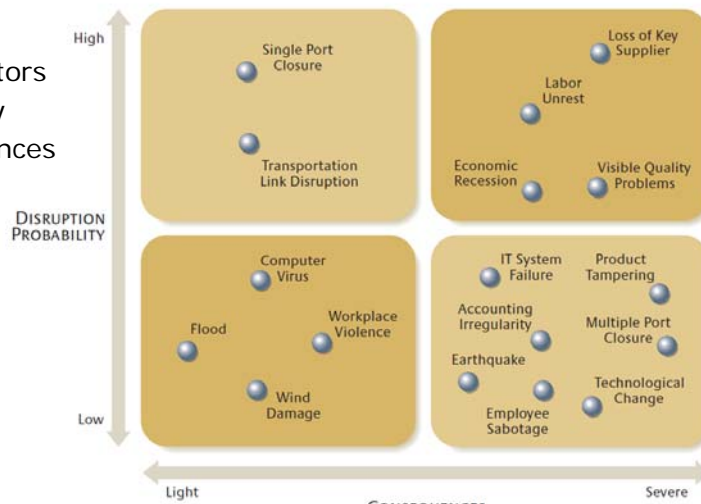 High
Single Port
Closure
Transportation
Link Disruption
Loss of Key
Supplier
Labor
Unrest
Economic
Recession
Visible Quality
Problems
DISRUPTION
PROBABILITY
Computer
Virus
Flood
Workplace
Violence
Wind
Damage
IT System
Failure
Product
Tampering
Accounting
Irregularity
Multiple Port
Closure
Earthquake
Employee
Sabotage
Technological
Change
Low
Light
Severe